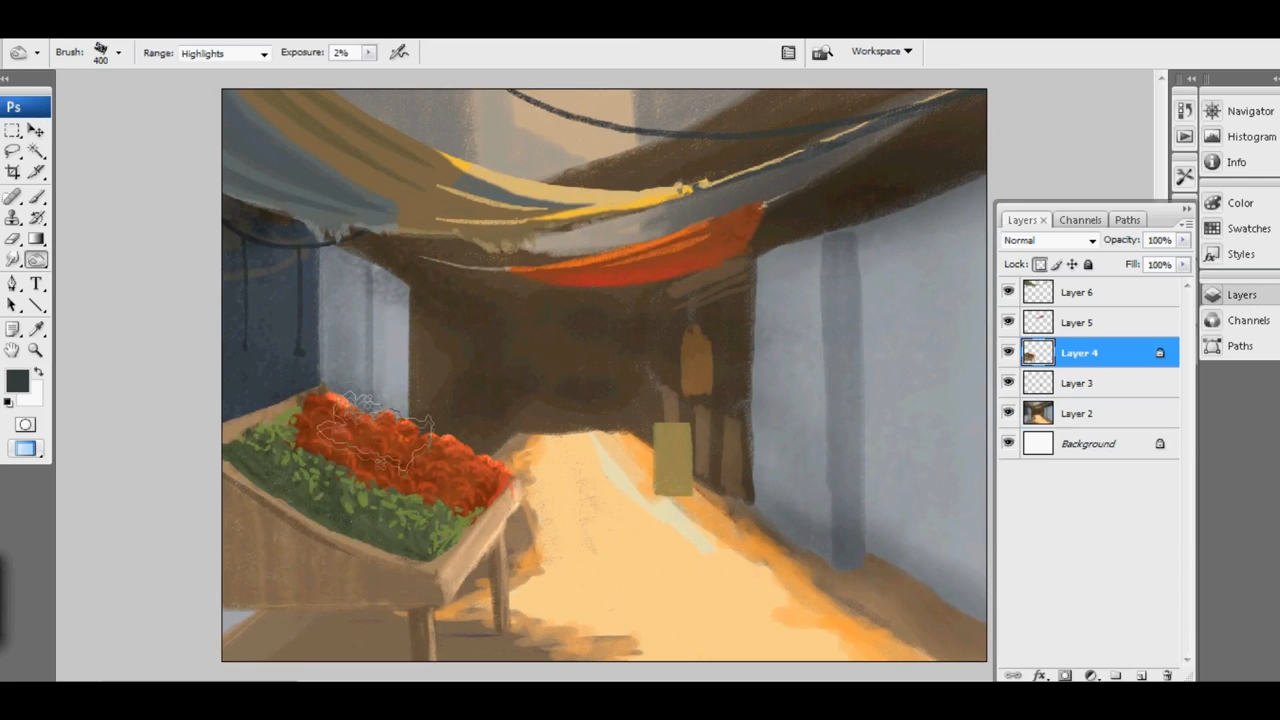 Brush: 400 Range: Highlights Exposure: 2% Workspace
Ps
Navigator
Histogram
Info
Color
Swatches
Styles
Layers
Channels
Paths
Layers Channels Paths
Normal Opacity: 100%
Lock: Fill: 100%
Layer 6
Layer 5
Layer 4
Layer 3
Layer 2
Background